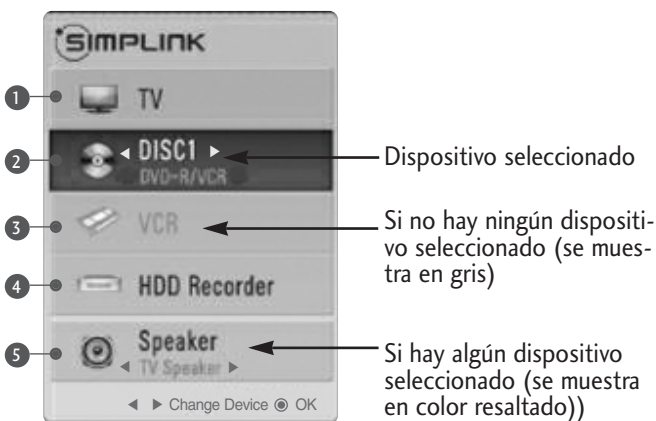 SIMPLINK
1 TV
2 ◀ DISC1 ▶
DVD-R/VCR
Dispositivo seleccionado
3 VCR
Si no hay ningún dispositi-
vo seleccionado (se mues-
tra en gris)
4 HDD Recorder
5 Speaker
◀ TV Speaker ▶
Si hay algún dispositivo
seleccionado (se muestra
en color resaltado))
◀ ▶ Change Device ◉ OK